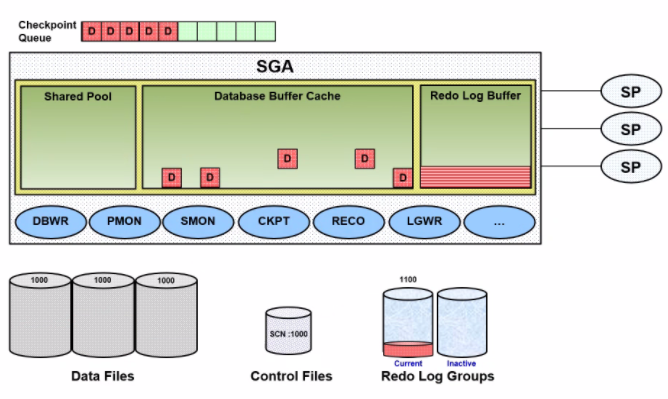 Checkpoint
Queue
D D D D D
SGA
Shared Pool
Database Buffer Cache
Redo Log Buffer
SP
SP
SP
D
D
D
D
D
DBWR
PMON
SMON
CKPT
RECO
LGWR
...
1000
1000
1000
SCN :1000
1100
Current
Inactive
Data Files
Control Files
Redo Log Groups